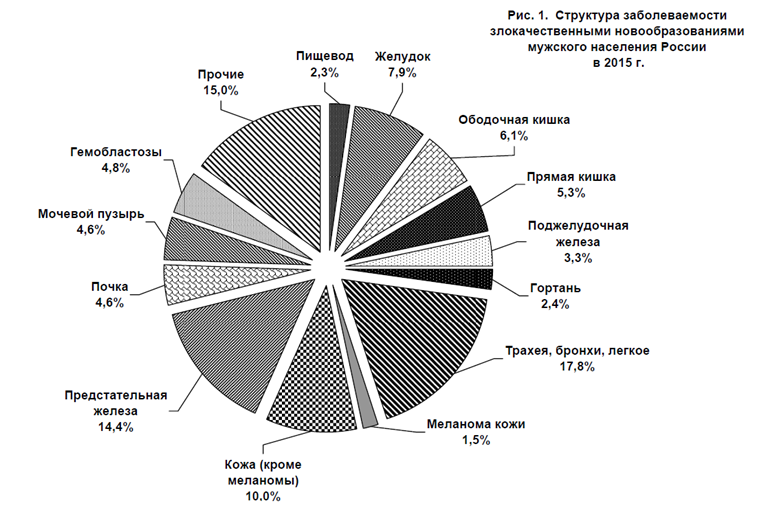 Рис. 1. Структура заболеваемости
злокачественными новообразованиями
мужского населения России
в 2015 г.
Пищевод
2,3%
Желудок
7,9%
Ободочная кишка
6,1%
Прямая кишка
5,3%
Поджелудочная
железа
3,3%
Гортань
2,4%
Трахея, бронхи, легкое
17,8%
Меланома кожи
1,5%
Кожа (кроме
меланомы)
10.0%
Предстательная
железа
14,4%
Почка
4,6%
Мочевой пузырь
4,6%
Гемобластозы
4,8%
Прочие
15,0%